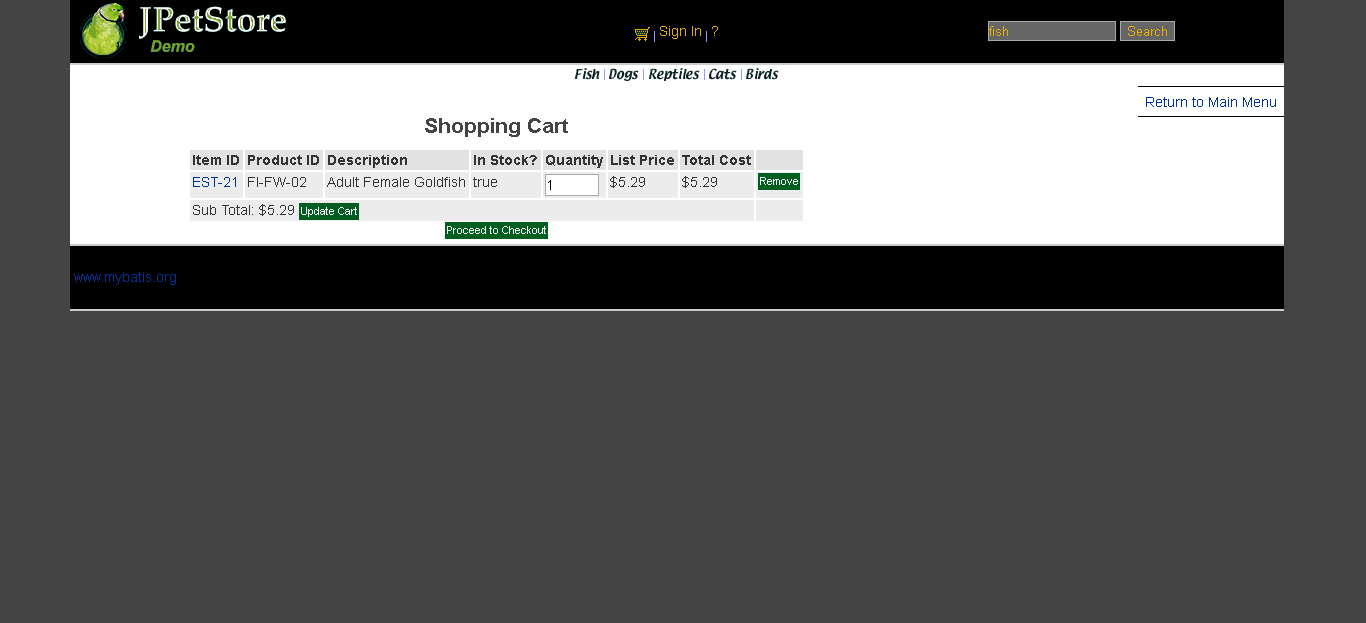 JPetStore
Demo
Sign In ?
fish Search
Fish | Dogs | Reptiles | Cats | Birds
Return to Main Menu
Shopping Cart
Item ID Product ID Description In Stock? Quantity List Price Total Cost
EST-21 FI-FW-02 Adult Female Goldfish true 1 $5.29 $5.29 Remove
Sub Total: $5.29 Update Cart
Proceed to Checkout
www.mybatis.org